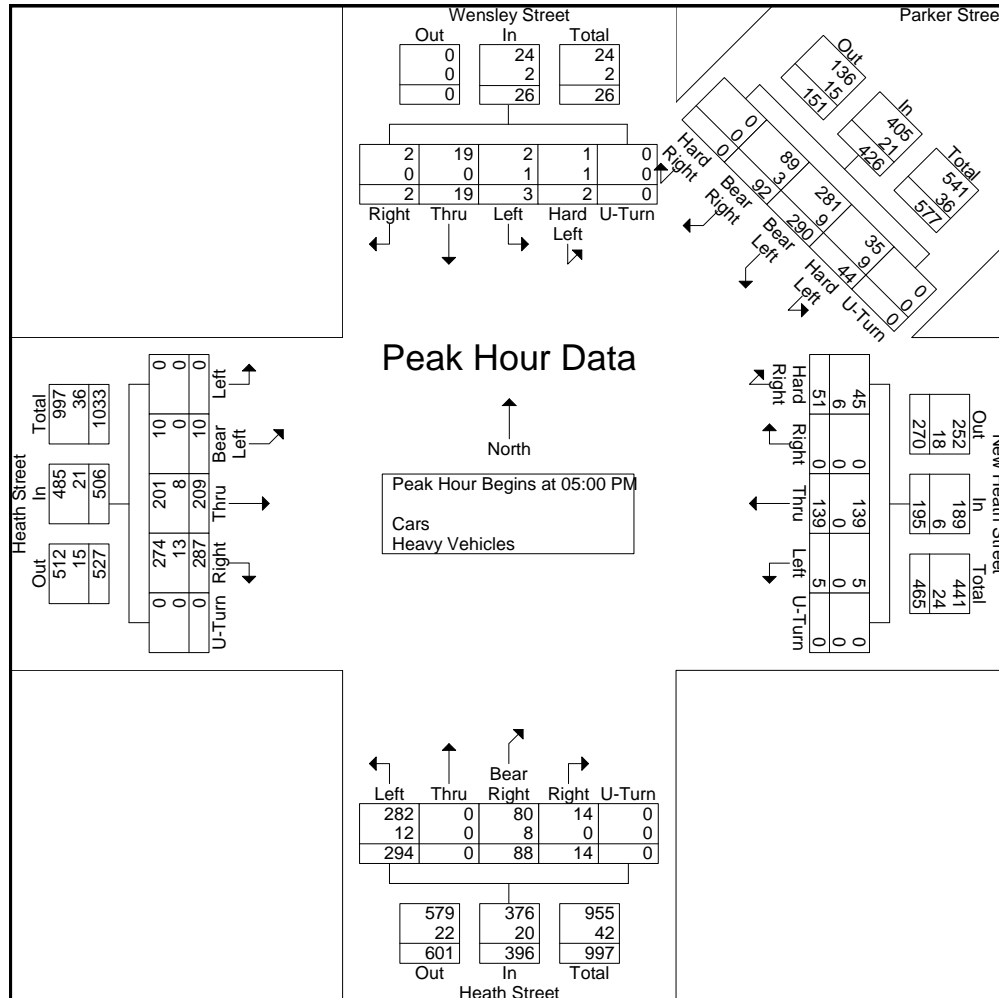 Wensley Street
Out In Total
0 24 24
0 2 2
0 26 26
2 19 2 1 0
0 0 1 1 0
2 19 3 2 0
Right Thru Left Hard Left U-Turn
Parker Stree
Out
136
15
151
In
405
21
426
Total
541
36
577
0 89 281 35 0
0 3 9 9 0
0 92 290 44 0
Hard Right
Bear Right
Bear Left
Hard Left
U-Turn
Peak Hour Data
North
Peak Hour Begins at 05:00 PM
Cars
Heavy Vehicles
Heath Street
Out In Total
512 485 997
15 21 36
527 506 1033
Left Bear Left Thru Right U-Turn
0 10 201 274 0
0 0 8 13 0
0 10 209 287 0
New Heath Street
Out In Total
252 189 441
18 6 24
270 195 465
45 0 139 5 0
6 0 0 0 0
51 0 139 5 0
Hard Right
Right
Thru
Left
U-Turn
Left Thru Bear Right Right U-Turn
282 0 80 14 0
12 0 8 0 0
294 0 88 14 0
579 376 955
22 20 42
601 396 997
Out In Total
Heath Street